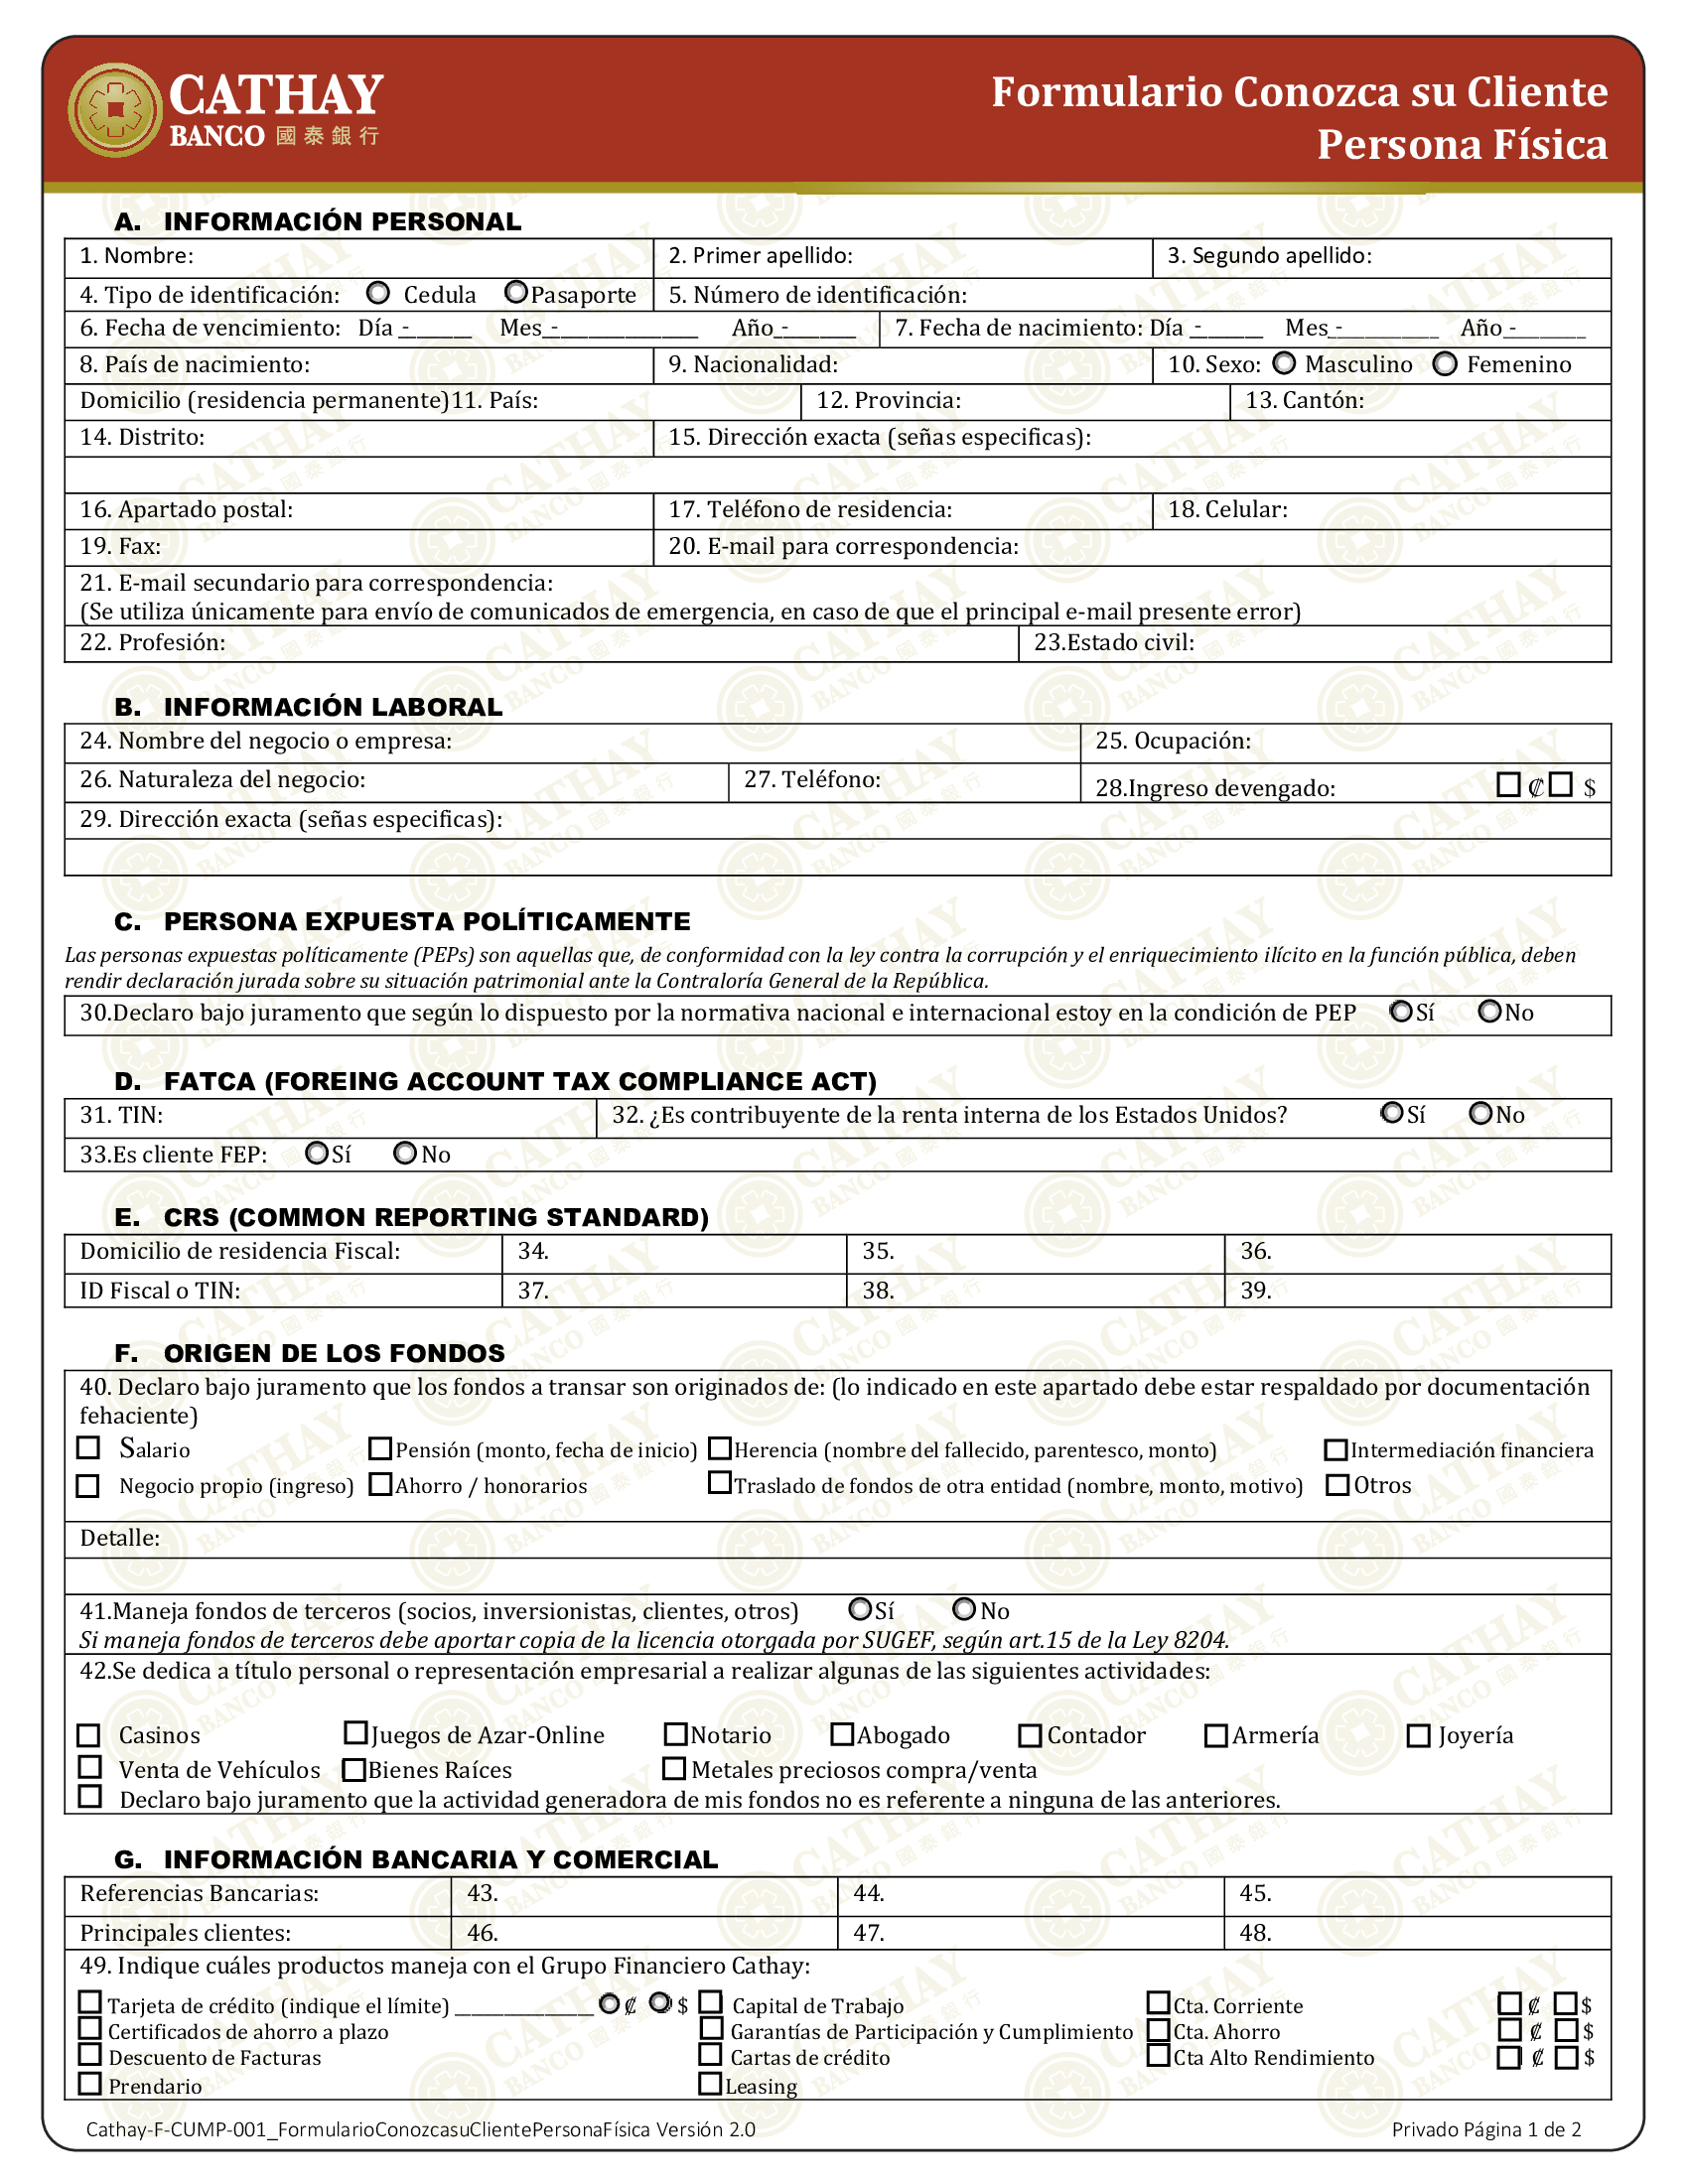 CATHAY
BANCO 國泰銀行
Formulario Conozca su Cliente
Persona Física
A. INFORMACIÓN PERSONAL
1. Nombre: 2. Primer apellido: 3. Segundo apellido:
4. Tipo de identificación: Cedula Pasaporte 5. Número de identificación:
6. Fecha de vencimiento: Día -______ Mes_-______________ Año_-_______ 7. Fecha de nacimiento: Día -______ Mes_-__________ Año -________
8. País de nacimiento: 9. Nacionalidad: 10. Sexo: Masculino Femenino
Domicilio (residencia permanente)11. País: 12. Provincia: 13. Cantón:
14. Distrito: 15. Dirección exacta (señas especificas):
16. Apartado postal: 17. Teléfono de residencia: 18. Celular:
19. Fax: 20. E-mail para correspondencia:
21. E-mail secundario para correspondencia:
(Se utiliza únicamente para envío de comunicados de emergencia, en caso de que el principal e-mail presente error)
22. Profesión: 23.Estado civil:
B. INFORMACIÓN LABORAL
24. Nombre del negocio o empresa: 25. Ocupación:
26. Naturaleza del negocio: 27. Teléfono: 28.Ingreso devengado: ₡ $
29. Dirección exacta (señas especificas):
C. PERSONA EXPUESTA POLÍTICAMENTE
Las personas expuestas políticamente (PEPs) son aquellas que, de conformidad con la ley contra la corrupción y el enriquecimiento ilícito en la función pública, deben
rendir declaración jurada sobre su situación patrimonial ante la Contraloría General de la República.
30.Declaro bajo juramento que según lo dispuesto por la normativa nacional e internacional estoy en la condición de PEP Sí No
D. FATCA (FOREING ACCOUNT TAX COMPLIANCE ACT)
31. TIN: 32. ¿Es contribuyente de la renta interna de los Estados Unidos? Sí No
33.Es cliente FEP: Sí No
E. CRS (COMMON REPORTING STANDARD)
Domicilio de residencia Fiscal: 34. 35. 36.
ID Fiscal o TIN: 37. 38. 39.
F. ORIGEN DE LOS FONDOS
40. Declaro bajo juramento que los fondos a transar son originados de: (lo indicado en este apartado debe estar respaldado por documentación
fehaciente)
Salario Pensión (monto, fecha de inicio) Herencia (nombre del fallecido, parentesco, monto) Intermediación financiera
Negocio propio (ingreso) Ahorro / honorarios Traslado de fondos de otra entidad (nombre, monto, motivo) Otros
Detalle:
41.Maneja fondos de terceros (socios, inversionistas, clientes, otros) Sí No
Si maneja fondos de terceros debe aportar copia de la licencia otorgada por SUGEF, según art.15 de la Ley 8204.
42.Se dedica a título personal o representación empresarial a realizar algunas de las siguientes actividades:
Casinos Juegos de Azar-Online Notario Abogado Contador Armería Joyería
Venta de Vehículos Bienes Raíces Metales preciosos compra/venta
Declaro bajo juramento que la actividad generadora de mis fondos no es referente a ninguna de las anteriores.
G. INFORMACIÓN BANCARIA Y COMERCIAL
Referencias Bancarias: 43. 44. 45.
Principales clientes: 46. 47. 48.
49. Indique cuáles productos maneja con el Grupo Financiero Cathay:
Tarjeta de crédito (indique el límite) ______________ ₡ $ Capital de Trabajo Cta. Corriente ₡ $
Certificados de ahorro a plazo Garantías de Participación y Cumplimiento Cta. Ahorro ₡ $
Descuento de Facturas Cartas de crédito Cta Alto Rendimiento ₡ $
Prendario Leasing
Cathay-F-CUMP-001_FormularioConozcasuClientePersonaFísica Versión 2.0 Privado Página 1 de 2